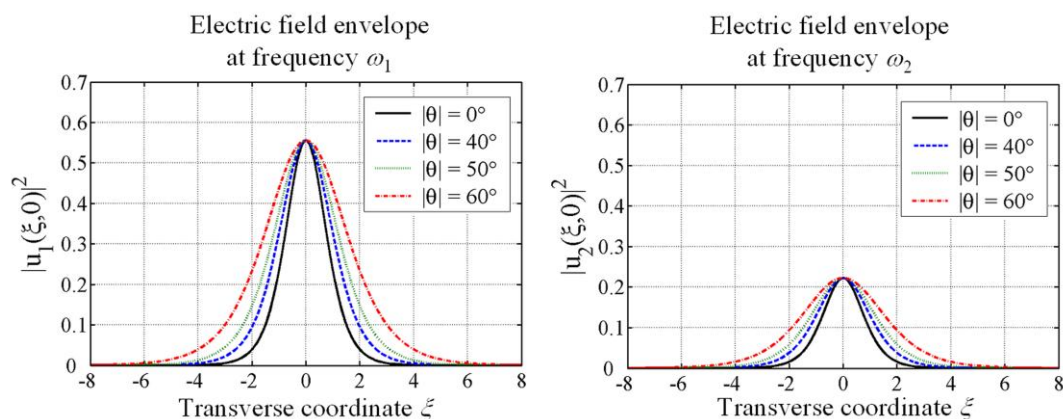 Electric field envelope
at frequency ω₁
|u₁(ξ,0)|²
0.7
0.6
0.5
0.4
0.3
0.2
0.1
0
|θ| = 0°
|θ| = 40°
|θ| = 50°
|θ| = 60°
-8 -6 -4 -2 0 2 4 6 8
Transverse coordinate ξ
Electric field envelope
at frequency ω₂
|u₂(ξ,0)|²
0.7
0.6
0.5
0.4
0.3
0.2
0.1
0
|θ| = 0°
|θ| = 40°
|θ| = 50°
|θ| = 60°
-8 -6 -4 -2 0 2 4 6 8
Transverse coordinate ξ